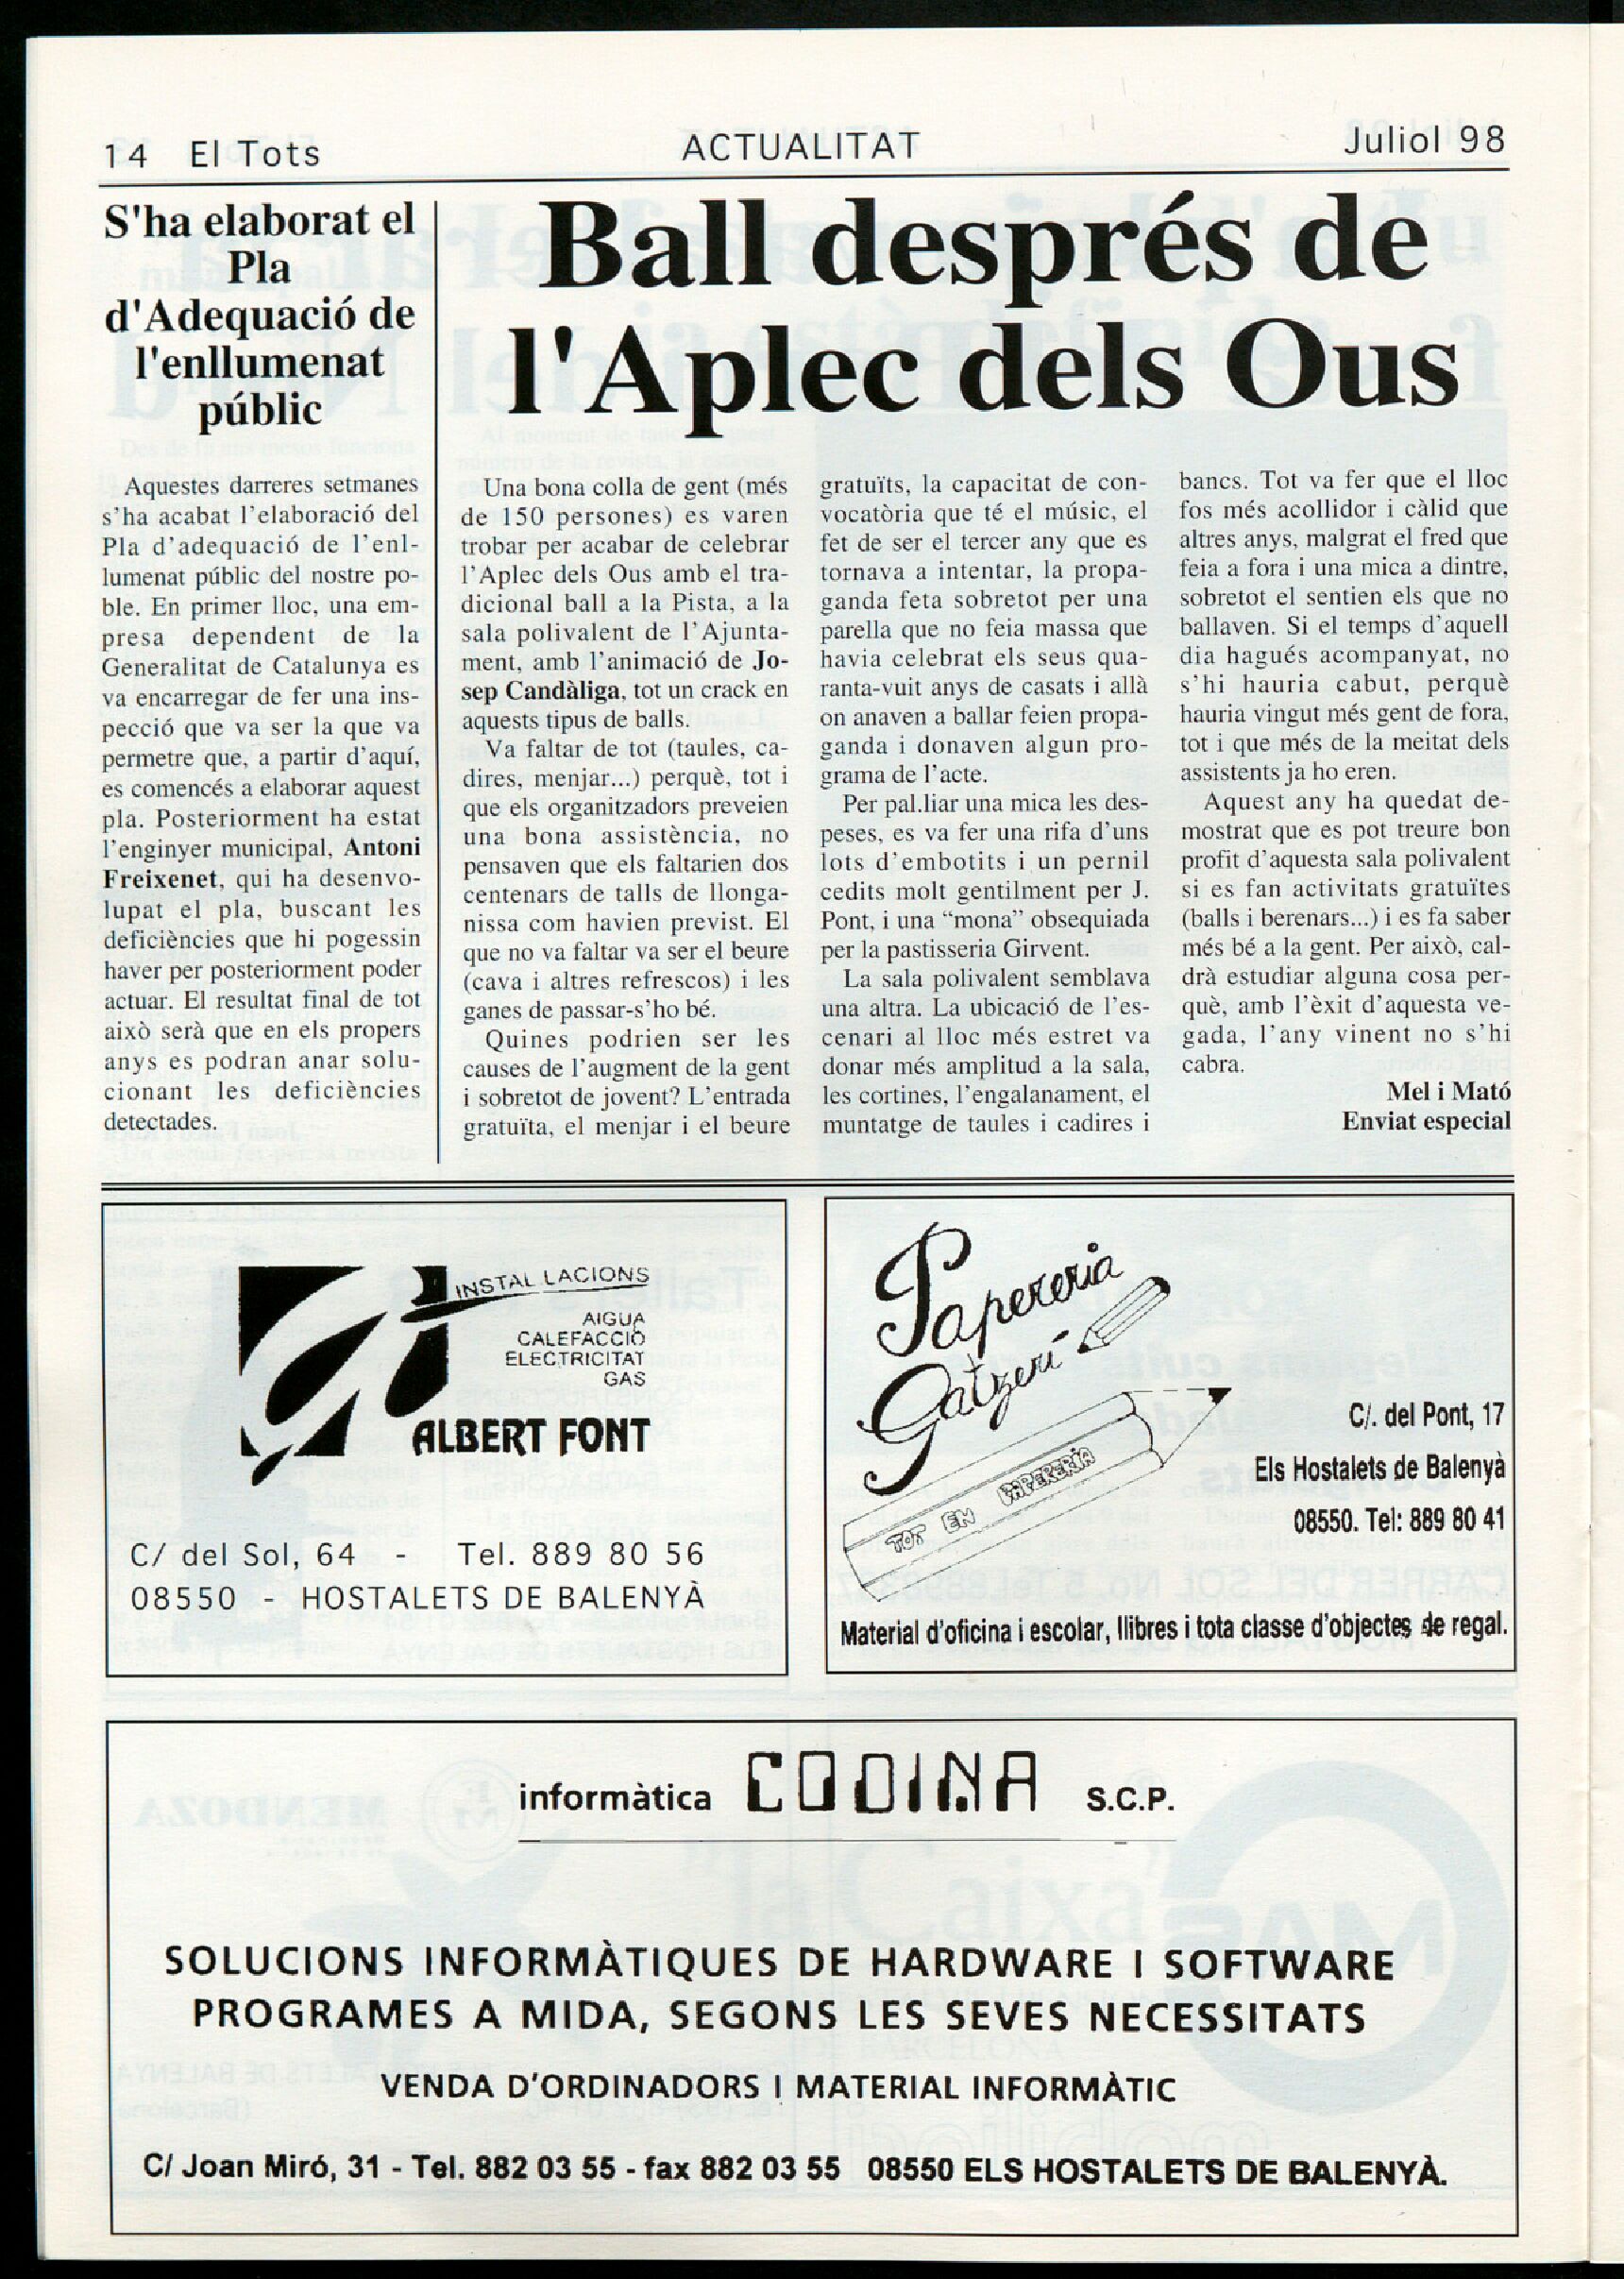 14 El Tots
ACTUALITAT
Juliol 98
S'ha elaborat el
Pla
d'Adequació de
l'enllumenat
públic
Aquestes darreres setmanes
s'ha acabat l'elaboració del
Pla d'adequació de l'enl-
lumenat públic del nostre po-
ble. En primer lloc, una em-
presa dependent de la
Generalitat de Catalunya es
va encarregar de fer una ins-
pecció que va ser la que va
permetre que, a partir d'aquí,
es comencés a elaborar aquest
pla. Posteriorment ha estat
l'enginyer municipal, Antoni
Freixenet, qui ha desenvo-
lupat el pla, buscant les
deficiències que hi pogessin
haver per posteriorment poder
actuar. El resultat final de tot
això serà que en els propers
anys es podran anar solu-
cionant les deficiències
detectades.
Ball després de
l'Aplec dels Ous
Una bona colla de gent (més
de 150 persones) es varen
trobar per acabar de celebrar
l'Aplec dels Ous amb el tra-
dicional ball a la Pista, a la
sala polivalent de l'Ajunta-
ment, amb l'animació de Jo-
sep Candàliga, tot un crack en
aquests tipus de balls.
Va faltar de tot (taules, ca-
dires, menjar...) perquè, tot i
que els organitzadors preveien
una bona assistència, no
pensaven que els faltarien dos
centenars de talls de llonga-
nissa com havien previst. El
que no va faltar va ser el beure
(cava i altres refrescos) i les
ganes de passar-s'ho bé.
Quines podrien ser les
causes de l'augment de la gent
i sobretot de jovent? L'entrada
gratuïta, el menjar i el beure
gratuïts, la capacitat de con-
vocatòria que té el músic, el
fet de ser el tercer any que es
tornava a intentar, la propa-
ganda feta sobretot per una
parella que no feia massa que
havia celebrat els seus qua-
ranta-vuit anys de casats i allà
on anaven a ballar feien propa-
ganda i donaven algun pro-
grama de l'acte.
Per pal.liar una mica les des-
peses, es va fer una rifa d'uns
lots d'embotits i un pernil
cedits molt gentilment per J.
Pont, i una “mona” obsequiada
per la pastisseria Girvent.
La sala polivalent semblava
una altra. La ubicació de l'es-
cenari al lloc més estret va
donar més amplitud a la sala,
les cortines, l'engalanament, el
muntatge de taules i cadires i
bancs. Tot va fer que el lloc
fos més acollidor i càlid que
altres anys, malgrat el fred que
feia a fora i una mica a dintre,
sobretot el sentien els que no
ballaven. Si el temps d'aquell
dia hagués acompanyat, no
s'hi hauria cabut, perquè
hauria vingut més gent de fora,
tot i que més de la meitat dels
assistents ja ho eren.
Aquest any ha quedat de-
mostrat que es pot treure bon
profit d'aquesta sala polivalent
si es fan activitats gratuïtes
(balls i berenars...) i es fa saber
més bé a la gent. Per això, cal-
drà estudiar alguna cosa per-
què, amb l'èxit d'aquesta ve-
gada, l'any vinent no s'hi
cabra.
Mel i Mató
Enviat especial
INSTAL LACIONS
AIGUA
CALEFACCIÓ
ELECTRICITAT
GAS
ALBERT FONT
C/ del Sol, 64 - Tel. 889 80 56
08550 - HOSTALETS DE BALENYÀ
Papereria
Gatzerí
TOT EN PAPERERIA
C/. del Pont, 17
Els Hostalets de Balenyà
08550. Tel: 889 80 41
Material d'oficina i escolar, llibres i tota classe d'objectes de regal.
informàtica CODINA S.C.P.
SOLUCIONS INFORMÀTIQUES DE HARDWARE I SOFTWARE
PROGRAMES A MIDA, SEGONS LES SEVES NECESSITATS
VENDA D'ORDINADORS I MATERIAL INFORMÀTIC
C/ Joan Miró, 31 - Tel. 882 03 55 - fax 882 03 55 08550 ELS HOSTALETS DE BALENYÀ.